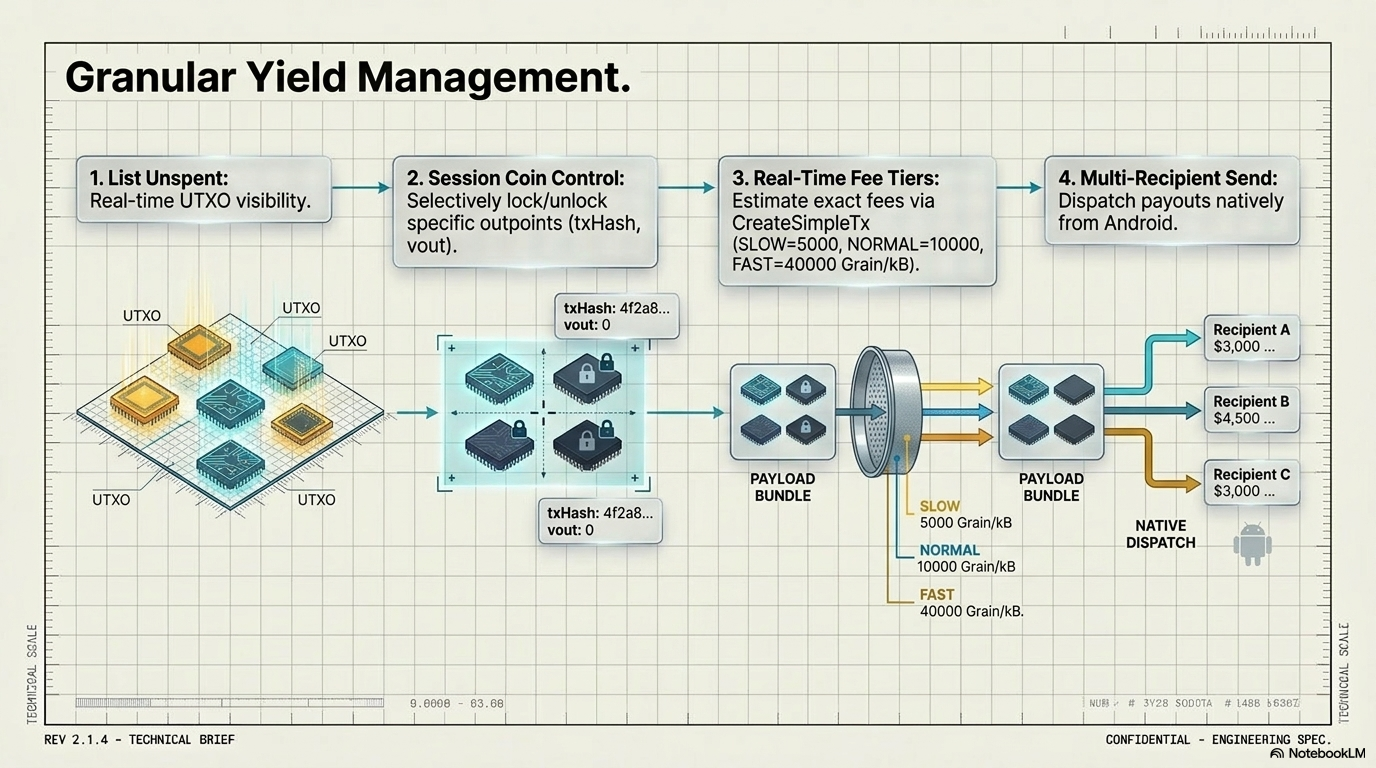 Granular Yield Management.
1. List Unspent:
Real-time UTXO visibility.
2. Session Coin Control:
Selectively lock/unlock
specific outpoints (txHash,
vout).
3. Real-Time Fee Tiers:
Estimate exact fees via
CreateSimpleTx
(SLOW=5000, NORMAL=10000,
FAST=40000 Grain/kB).
4. Multi-Recipient Send:
Dispatch payouts natively
from Android.
UTXO
UTXO
UTXO
UTXO
UTXO
txHash: 4f2a8...
vout: 0
txHash: 4f2a8...
vout: 0
PAYLOAD
BUNDLE
SLOW
5000 Grain/kB
NORMAL
10000 Grain/kB
FAST
40000 Grain/kB.
PAYLOAD
BUNDLE
Recipient A
$3,000 ...
Recipient B
$4,500 ...
Recipient C
$3,000 ...
NATIVE
DISPATCH
SCALE
SCALE
REV 2.1.4 - TECHNICAL BRIEF
CONFIDENTIAL - ENGINEERING SPEC.
NotebookLM